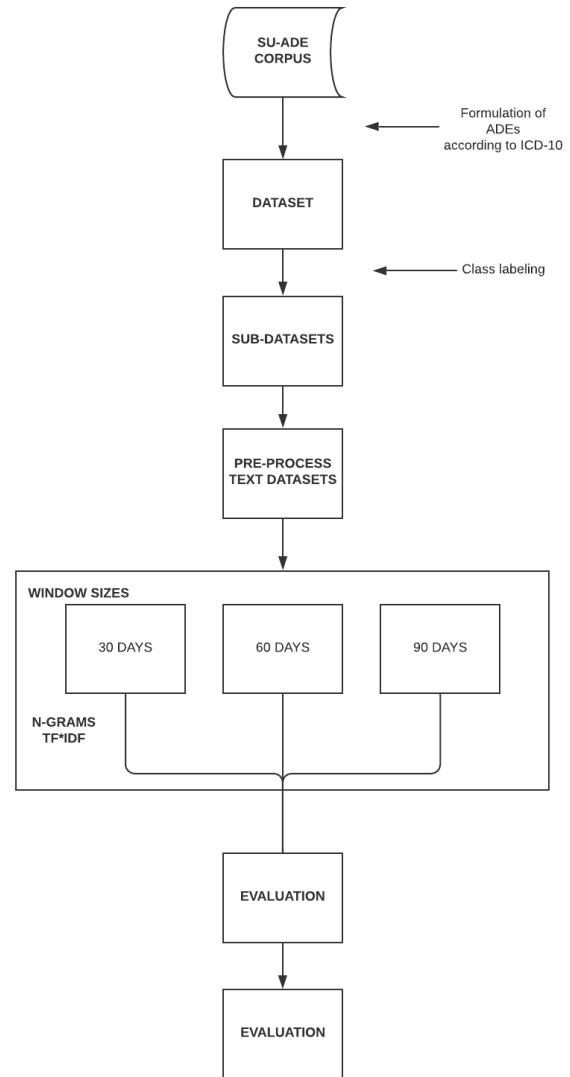 SU-ADE
CORPUS
Formulation of
ADEs
according to ICD-10
DATASET
Class labeling
SUB-DATASETS
PRE-PROCESS
TEXT DATASETS
WINDOW SIZES
30 DAYS
60 DAYS
90 DAYS
N-GRAMS
TF*IDF
EVALUATION
EVALUATION